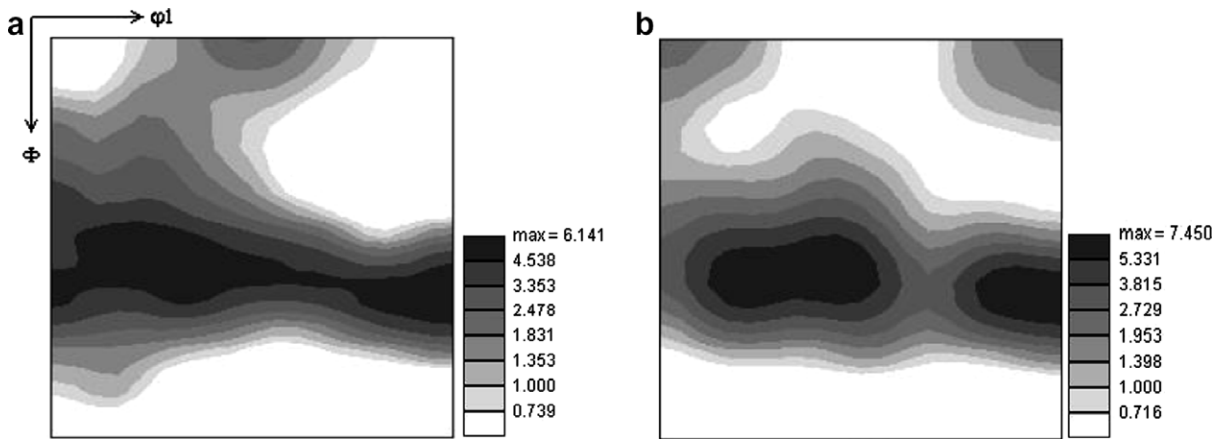 a
φ1
Φ
max = 6.141
4.538
3.353
2.478
1.831
1.353
1.000
0.739
b
max = 7.450
5.331
3.815
2.729
1.953
1.398
1.000
0.716